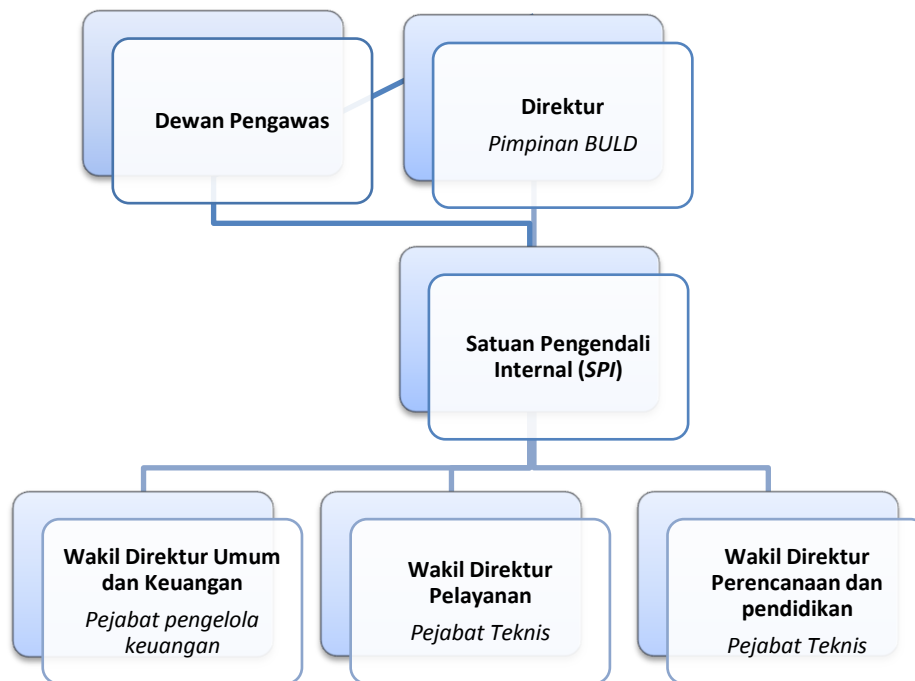 Dewan Pengawas
Direktur
Pimpinan BULD
Satuan Pengendali
Internal (SPI)
Wakil Direktur Umum
dan Keuangan
Pejabat pengelola
keuangan
Wakil Direktur
Pelayanan
Pejabat Teknis
Wakil Direktur
Perencanaan dan
pendidikan
Pejabat Teknis